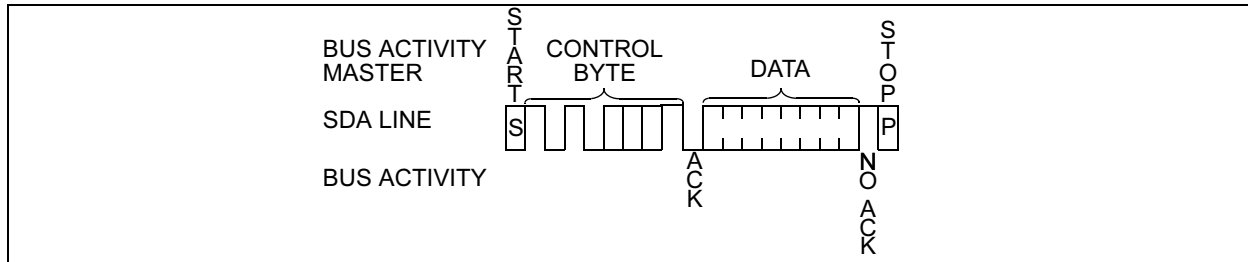 BUS ACTIVITY
MASTER
START
CONTROL
BYTE
DATA
STOP
SDA LINE
S
P
BUS ACTIVITY
ACK
NO ACK